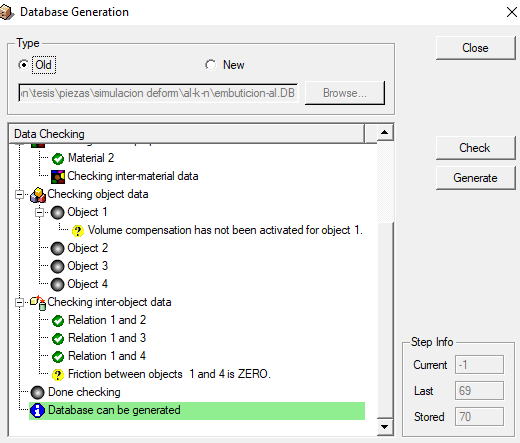 Database Generation
Type
Old
New
\tesis\piezas\simulacion deform\al-k-n\embuticion-al.DB
Browse...
Close
Check
Generate
Data Checking
Material 2
Checking inter-material data
Checking object data
Object 1
Volume compensation has not been activated for object 1.
Object 2
Object 3
Object 4
Checking inter-object data
Relation 1 and 2
Relation 1 and 3
Relation 1 and 4
Friction between objects 1 and 4 is ZERO.
Done checking
Database can be generated
Step Info
Current -1
Last 69
Stored 70